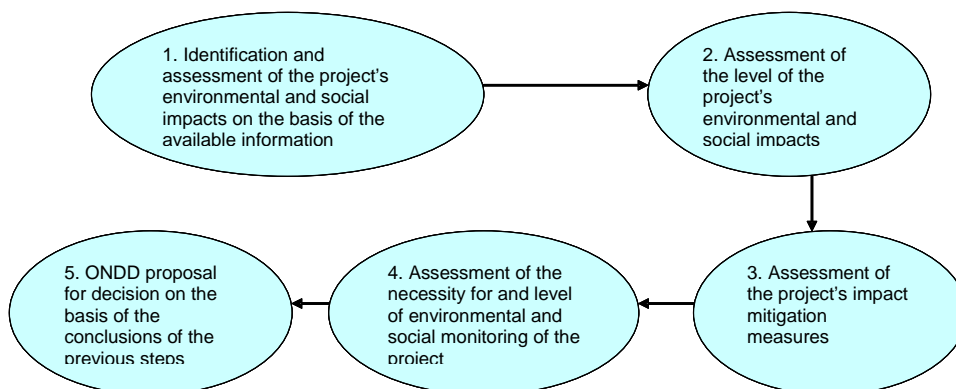 1. Identification and
assessment of the project's
environmental and social
impacts on the basis of the
available information
2. Assessment of
the level of the
project's
environmental and
social impacts
3. Assessment of
the project's impact
mitigation
measures
4. Assessment of the
necessity for and level
of environmental and
social monitoring of the
project
5. ONDD proposal
for decision on the
basis of the
conclusions of the
previous steps